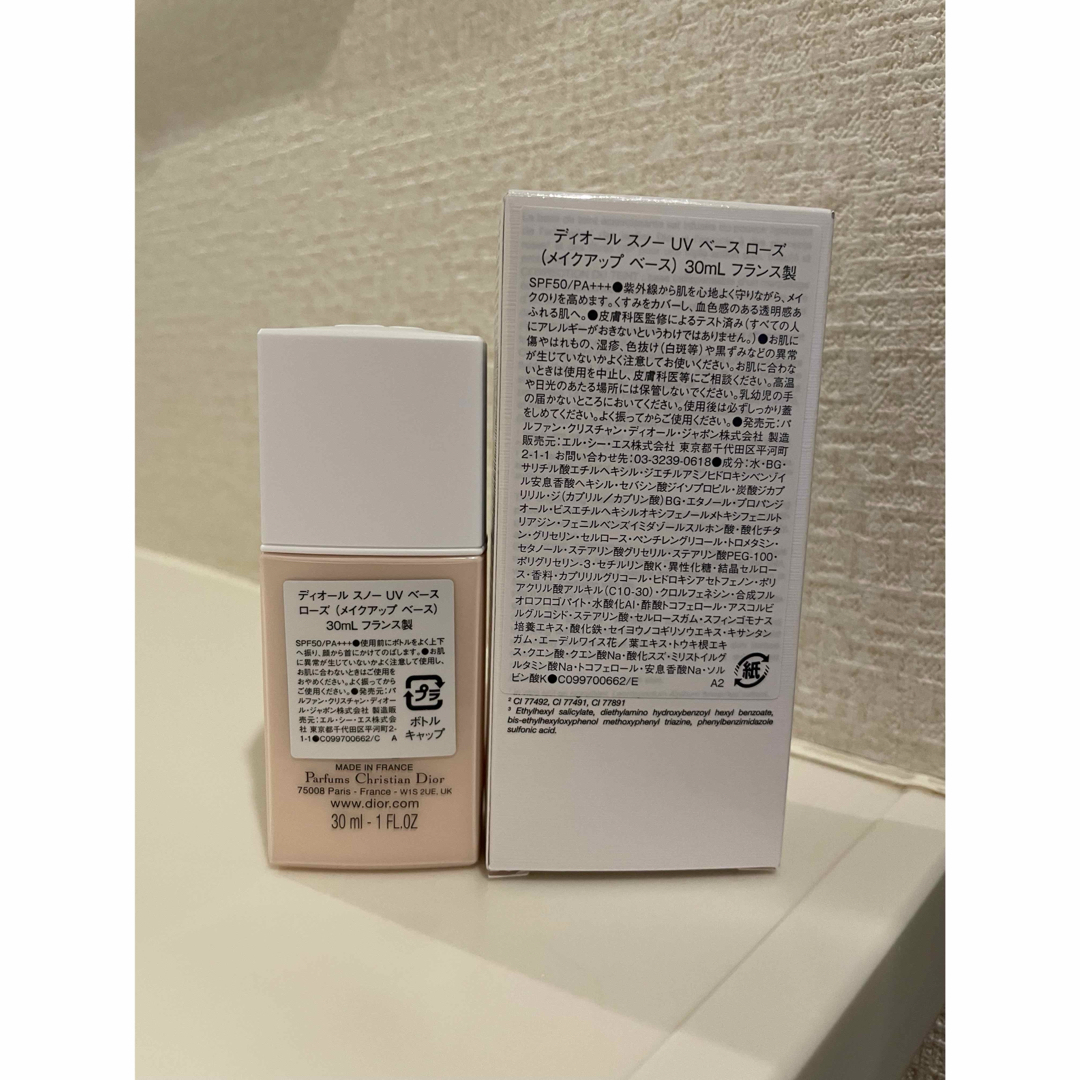 ディオール スノー UV ベース
ローズ (メイクアップ ベース)
30mL フランス製
SPF50/PA+++●使用前にボトルをよく上下
へ振り、顔から首にかけてのばします。●お肌
に異常が生じていないかよく注意して使用し、
お肌に合わないときはご使用を
おやめください。よく振ってから
ご使用ください。●発売元:パ
ルファン・クリスチャン・ディオー
ル・ジャポン株式会社 製造販
売元:エル・シー・エス株式会
社 東京都千代田区平河町2-
1-1●C099700662/C A
プラ
ボトル
キャップ
MADE IN FRANCE
Parfums Christian Dior
75008 Paris - France - W1S 2UE, UK
www.dior.com
30 ml - 1 FL.OZ
ディオール スノー UV ベース ローズ
(メイクアップ ベース) 30mL フランス製
SPF50/PA+++●紫外線から肌を心地よく守りながら、メイ
クのりを高めます。くすみをカバーし、血色感のある透明感あ
ふれる肌へ。●皮膚科医監修によるテスト済み(すべての人
にアレルギーがおきないというわけではありません。)●お肌に
傷やはれもの、湿疹、色抜け(白斑等)や黒ずみなどの異常
が生じていないかよく注意してお使いください。お肌に合わな
いときは使用を中止し、皮膚科医等にご相談ください。高温
や日光のあたる場所には保管しないでください。乳幼児の手
の届かないところにおいてください。使用後は必ずしっかり蓋
をしめてください。よく振ってからご使用ください。●発売元:パ
ルファン・クリスチャン・ディオール・ジャポン株式会社 製造
販売元:エル・シー・エス株式会社 東京都千代田区平河町
2-1-1 お問い合わせ先:03-3239-0618●成分:水・BG・
サリチル酸エチルヘキシル・ジエチルアミノヒドロキシベンゾイ
ル安息香酸ヘキシル・セバシン酸ジイソプロピル・炭酸ジカプ
リリル・ジ(カプリル/カプリン酸)BG・エタノール・プロパンジ
オール・ビスエチルヘキシルオキシフェノールメトキシフェニルト
リアジン・フェニルベンズイミダゾールスルホン酸・酸化チタ
ン・グリセリン・セルロース・ペンチレングリコール・トロメタミン・
セタノール・ステアリン酸グリセリル・ステアリン酸PEG-100・
ポリグリセリン-3・セチルリン酸K・異性化糖・結晶セルロー
ス・香料・カプリリルグリコール・ヒドロキシアセトフェノン・ポリ
アクリル酸アルキル(C10-30)・クロルフェネシン・合成フル
オロフロゴパイト・水酸化Al・酢酸トコフェロール・アスコルビ
ルグルコシド・ステアリン酸・セルロースガム・スフィンゴモナス
培養エキス・酸化鉄・セイヨウノコギリソウエキス・キサンタン
ガム・エーデルワイス花/葉エキス・トウキ根エキ
ス・クエン酸・クエン酸Na・酸化スズ・ミリストイルグ
ルタミン酸Na・トコフェロール・安息香酸Na・ソル
ビン酸K●C099700662/E A2
紙
² CI 77492, CI 77491, CI 77891
³ Ethylhexyl salicylate, diethylamino hydroxybenzoyl hexyl benzoate,
bis-ethylhexyloxyphenol methoxyphenyl triazine, phenylbenzimidazole
sulfonic acid.